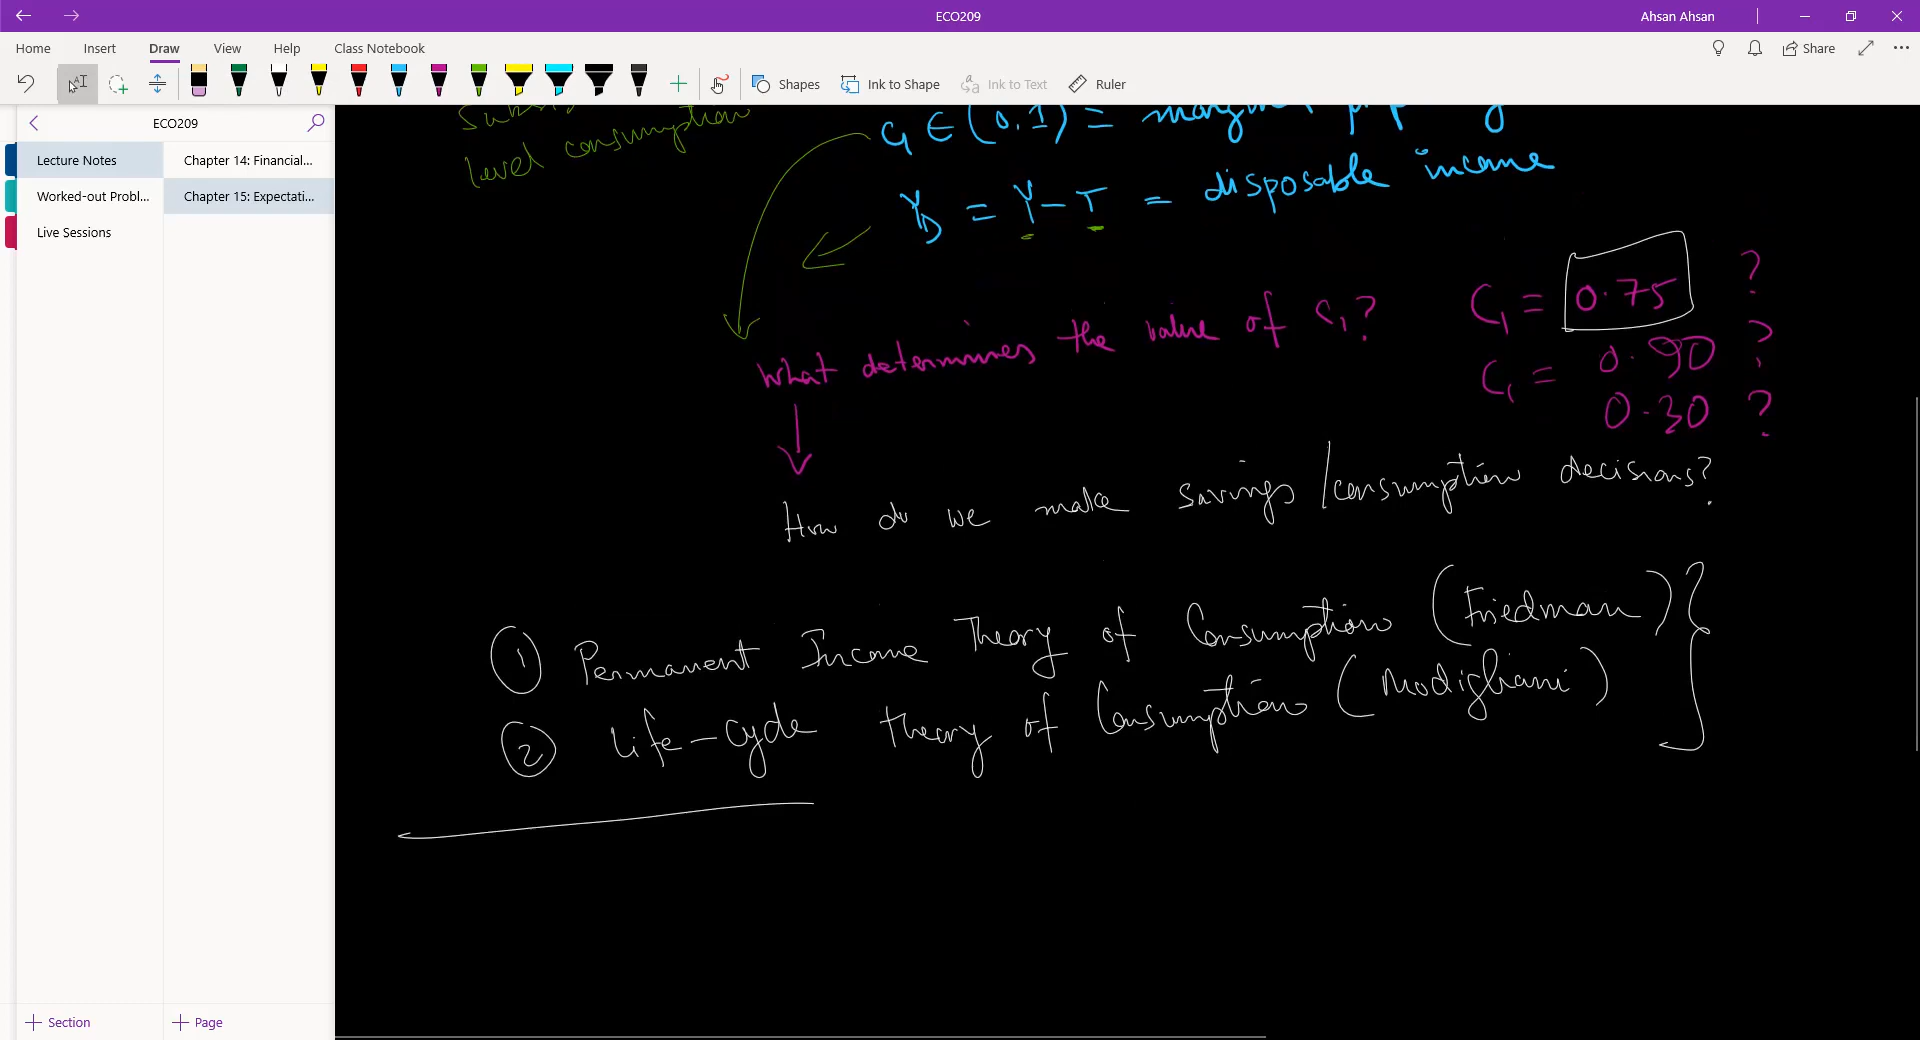 ECO209
Ahsan Ahsan
Home Insert Draw View Help Class Notebook
Share
Shapes Ink to Shape Ink to Text Ruler
ECO209
Lecture Notes
Worked-out Probl...
Live Sessions
Chapter 14: Financial...
Chapter 15: Expectati...
level consumption
C₁ ∈ (0, 1) =
Y_D = Y - T = disposable income
What determines the value of C₁?
C₁ = 0.75 ?
C₁ = 0.90 ?
0.30 ?
How do we make savings/consumption decisions?
① Permanent Income Theory of Consumption (Friedman)
② Life-cycle theory of Consumption (Modigliani)
+ Section
+ Page